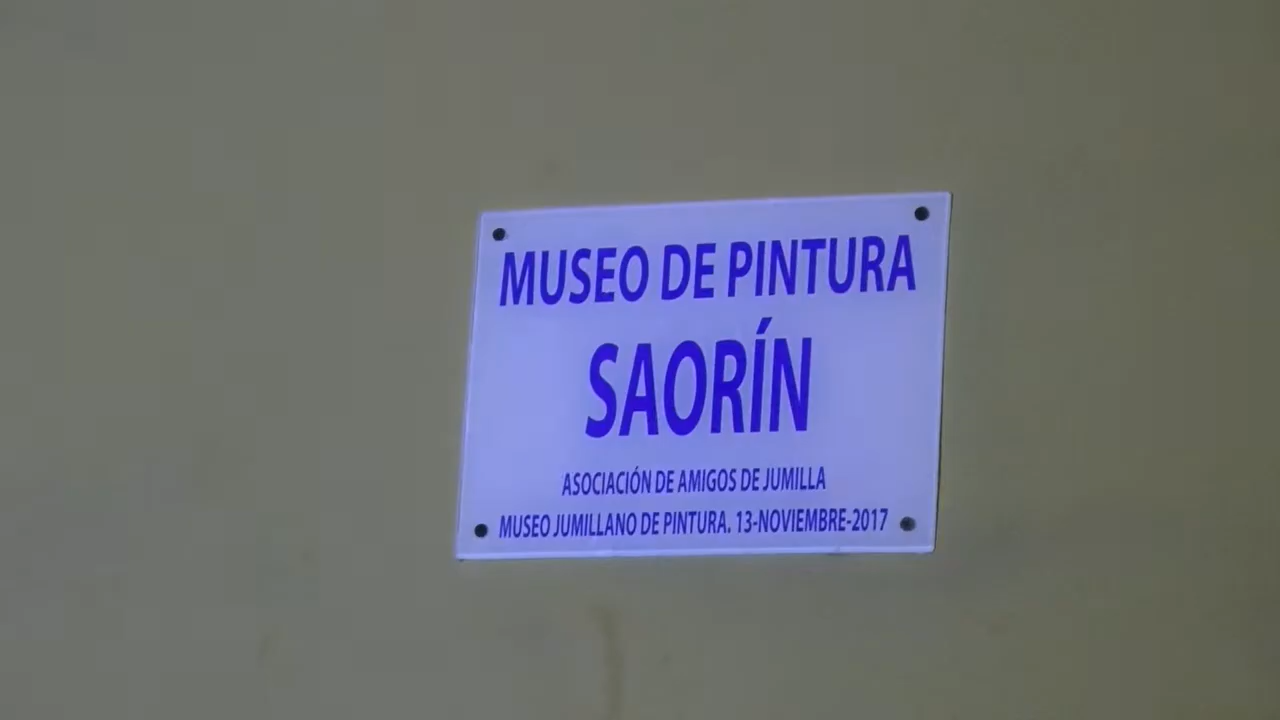 MUSEO DE PINTURA
SAORÍN
ASOCIACIÓN DE AMIGOS DE JUMILLA
MUSEO JUMILLANO DE PINTURA. 13-NOVIEMBRE-2017